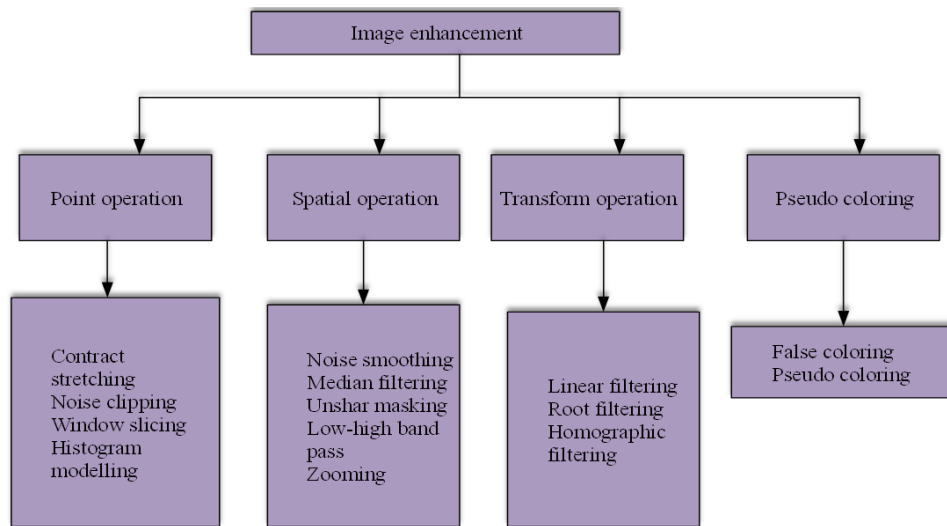 Image enhancement
Point operation
Spatial operation
Transform operation
Pseudo coloring
Contract
stretching
Noise clipping
Window slicing
Histogram
modelling
Noise smoothing
Median filtering
Unshar masking
Low-high band
pass
Zooming
Linear filtering
Root filtering
Homographic
filtering
False coloring
Pseudo coloring